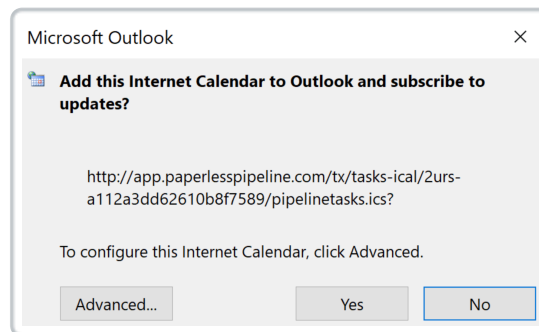 Microsoft Outlook
Add this Internet Calendar to Outlook and subscribe to
updates?
http://app.paperlesspipeline.com/tx/tasks-ical/2urs-
a112a3dd62610b8f7589/pipelinetasks.ics?
To configure this Internet Calendar, click Advanced.
Advanced... Yes No